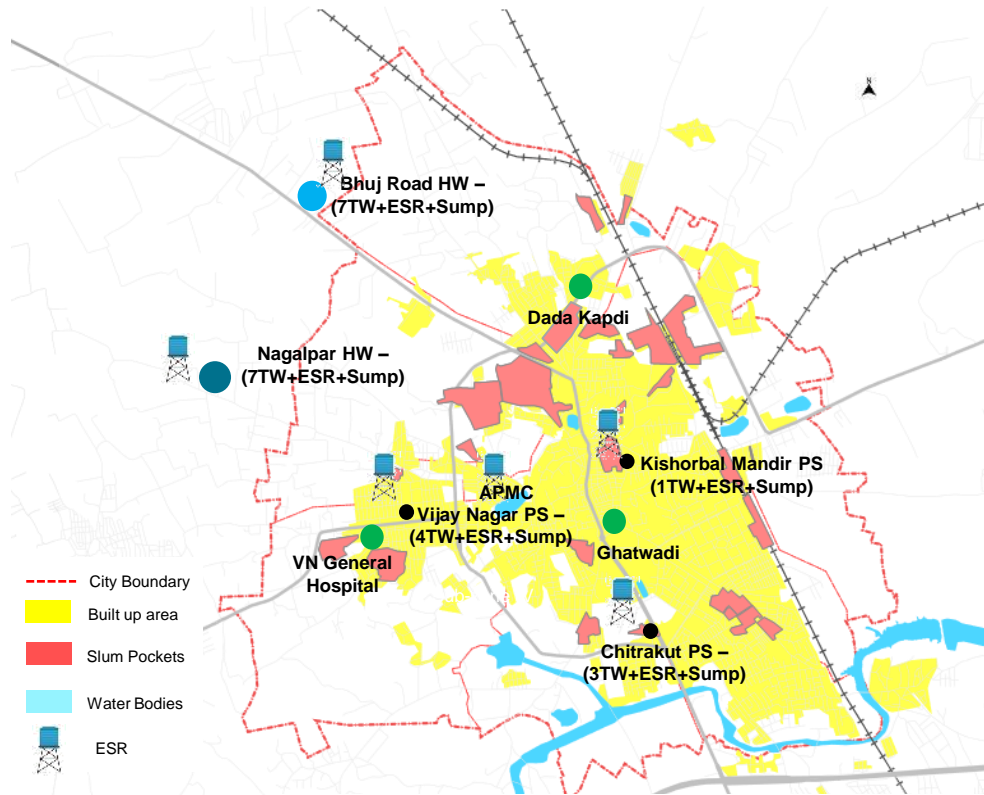 N
Bhuj Road HW –
(7TW+ESR+Sump)
Dada Kapdi
Nagalpar HW –
(7TW+ESR+Sump)
Kishorbal Mandir PS
(1TW+ESR+Sump)
APMC
Vijay Nagar PS –
(4TW+ESR+Sump)
Ghatwadi
VN General
Hospital
Chitrakut PS –
(3TW+ESR+Sump)
City Boundary
Built up area
Slum Pockets
Water Bodies
ESR